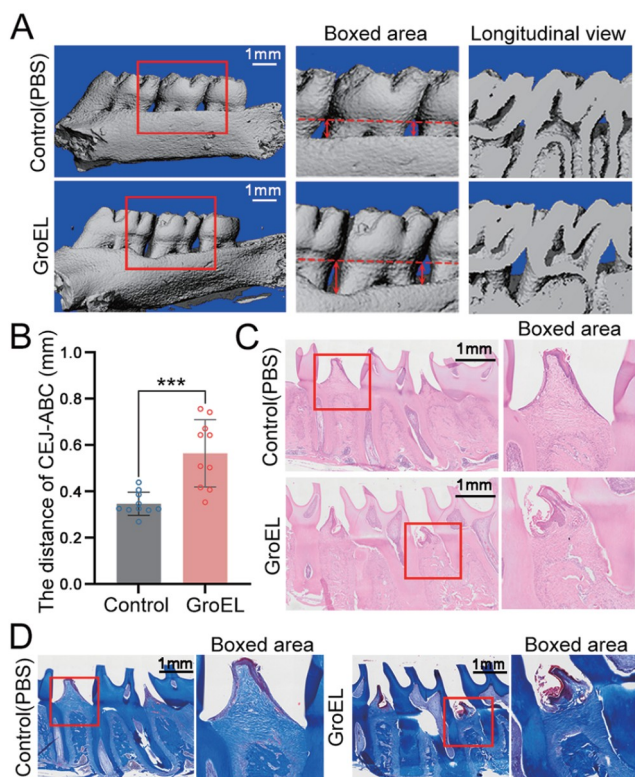 A
Boxed area
Longitudinal view
Control(PBS)
1mm
GroEL
1mm
B
The distance of CEJ-ABC (mm)
1.0
0.8
0.6
0.4
0.2
0.0
***
Control
GroEL
C
Boxed area
Control(PBS)
1mm
GroEL
1mm
D
Boxed area
Boxed area
Control(PBS)
1mm
GroEL
1mm